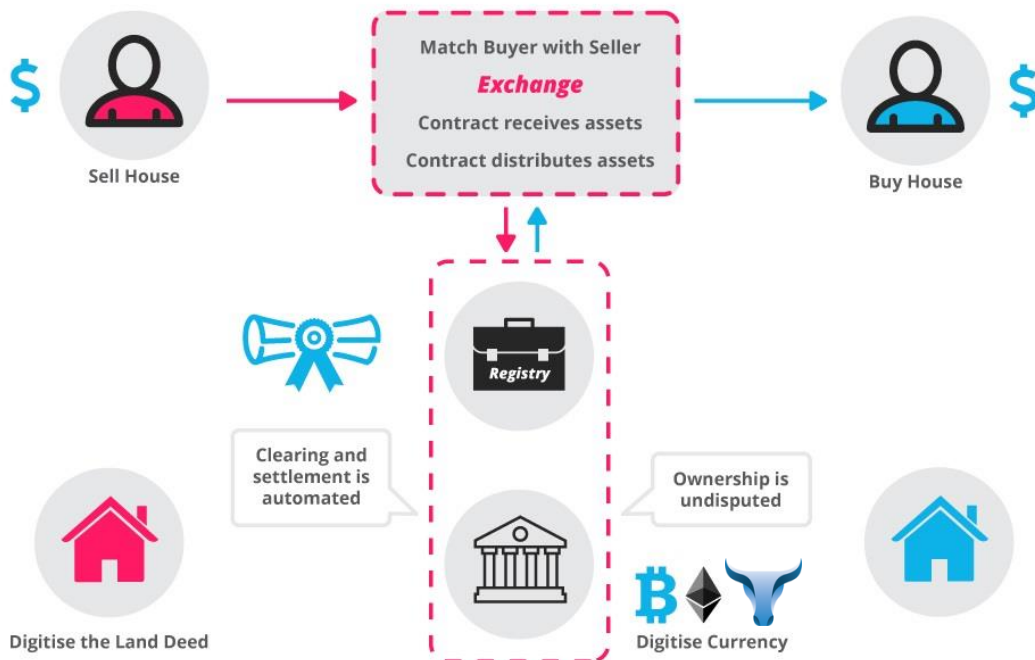 Match Buyer with Seller
Exchange
Contract receives assets
Contract distributes assets
$
$
Sell House
Buy House
Registry
Clearing and
settlement is
automated
Ownership is
undisputed
Digitise the Land Deed
Digitise Currency